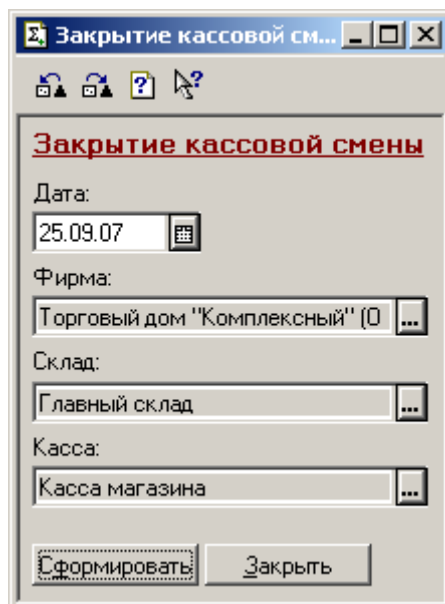 Закрытие кассовой см...
Закрытие кассовой смены
Дата:
25.09.07
Фирма:
Торговый дом "Комплексный" (О
...
Склад:
Главный склад
...
Касса:
Касса магазина
...
Сформировать Закрыть